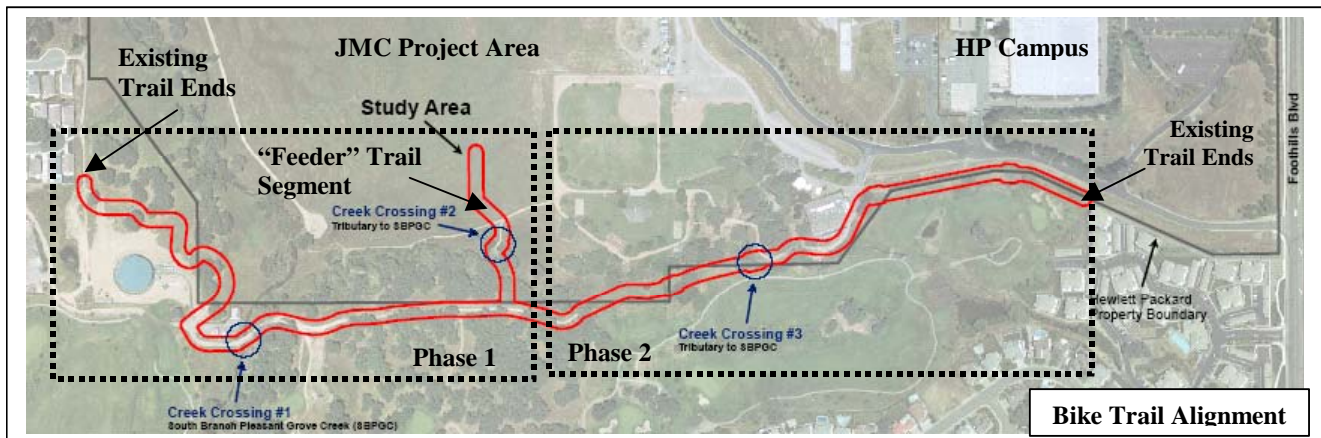 JMC Project Area
HP Campus
Existing
Trail Ends
Study Area
Existing
Trail Ends
Foothills Blvd
“Feeder” Trail
Segment
Creek Crossing #2
Tributary to SBPGC
Hewlett Packard
Property Boundary
Creek Crossing #3
Tributary to SBPGC
Phase 1
Phase 2
Creek Crossing #1
South Branch Pleasant Grove Creek (SBPGC)
Bike Trail Alignment